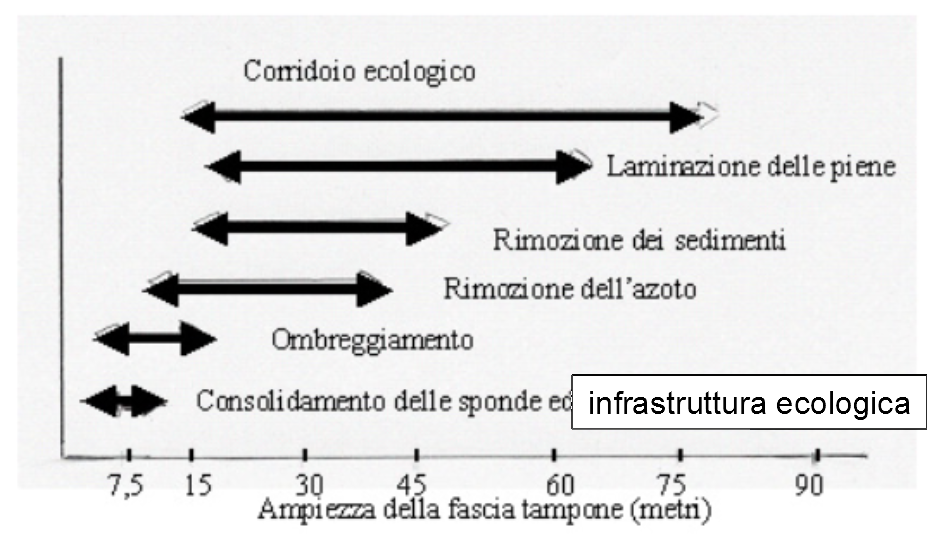 Corridoio ecologico
Laminazione delle piene
Rimozione dei sedimenti
Rimozione dell'azoto
Ombreggiamento
Consolidamento delle sponde ed
infrastruttura ecologica
7,5 15 30 45 60 75 90
Ampiezza della fascia tampone (metri)